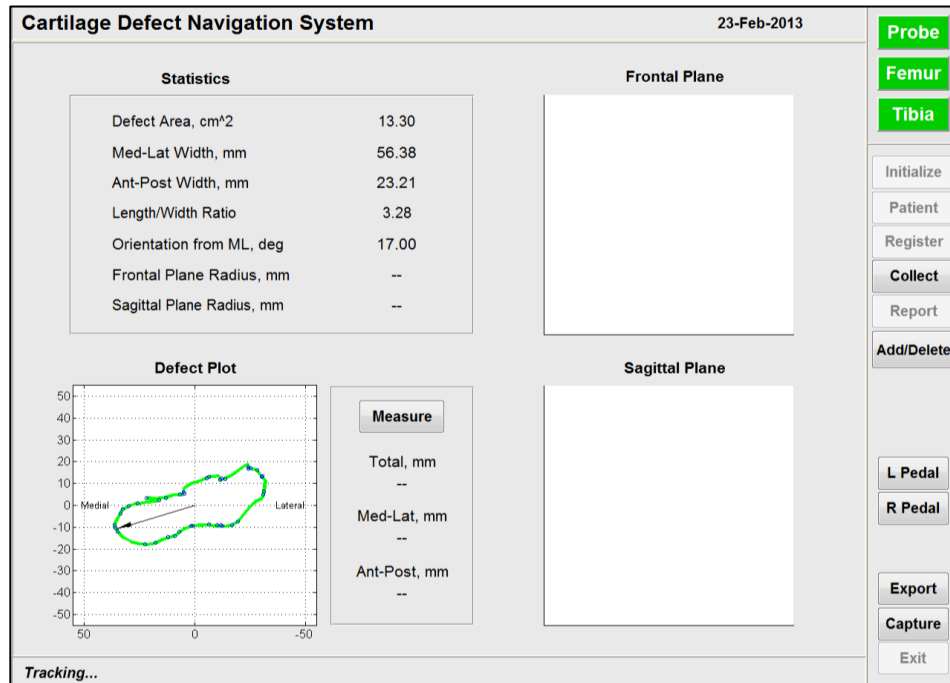 Cartilage Defect Navigation System
23-Feb-2013
Statistics
Defect Area, cm^2 13.30
Med-Lat Width, mm 56.38
Ant-Post Width, mm 23.21
Length/Width Ratio 3.28
Orientation from ML, deg 17.00
Frontal Plane Radius, mm --
Sagittal Plane Radius, mm --
Frontal Plane
Defect Plot
50
40
30
20
10
0
-10
-20
-30
-40
-50
Medial
Lateral
50 0 -50
Measure
Total, mm
--
Med-Lat, mm
--
Ant-Post, mm
--
Sagittal Plane
Probe
Femur
Tibia
Initialize
Patient
Register
Collect
Report
Add/Delete
L Pedal
R Pedal
Export
Capture
Exit
Tracking...